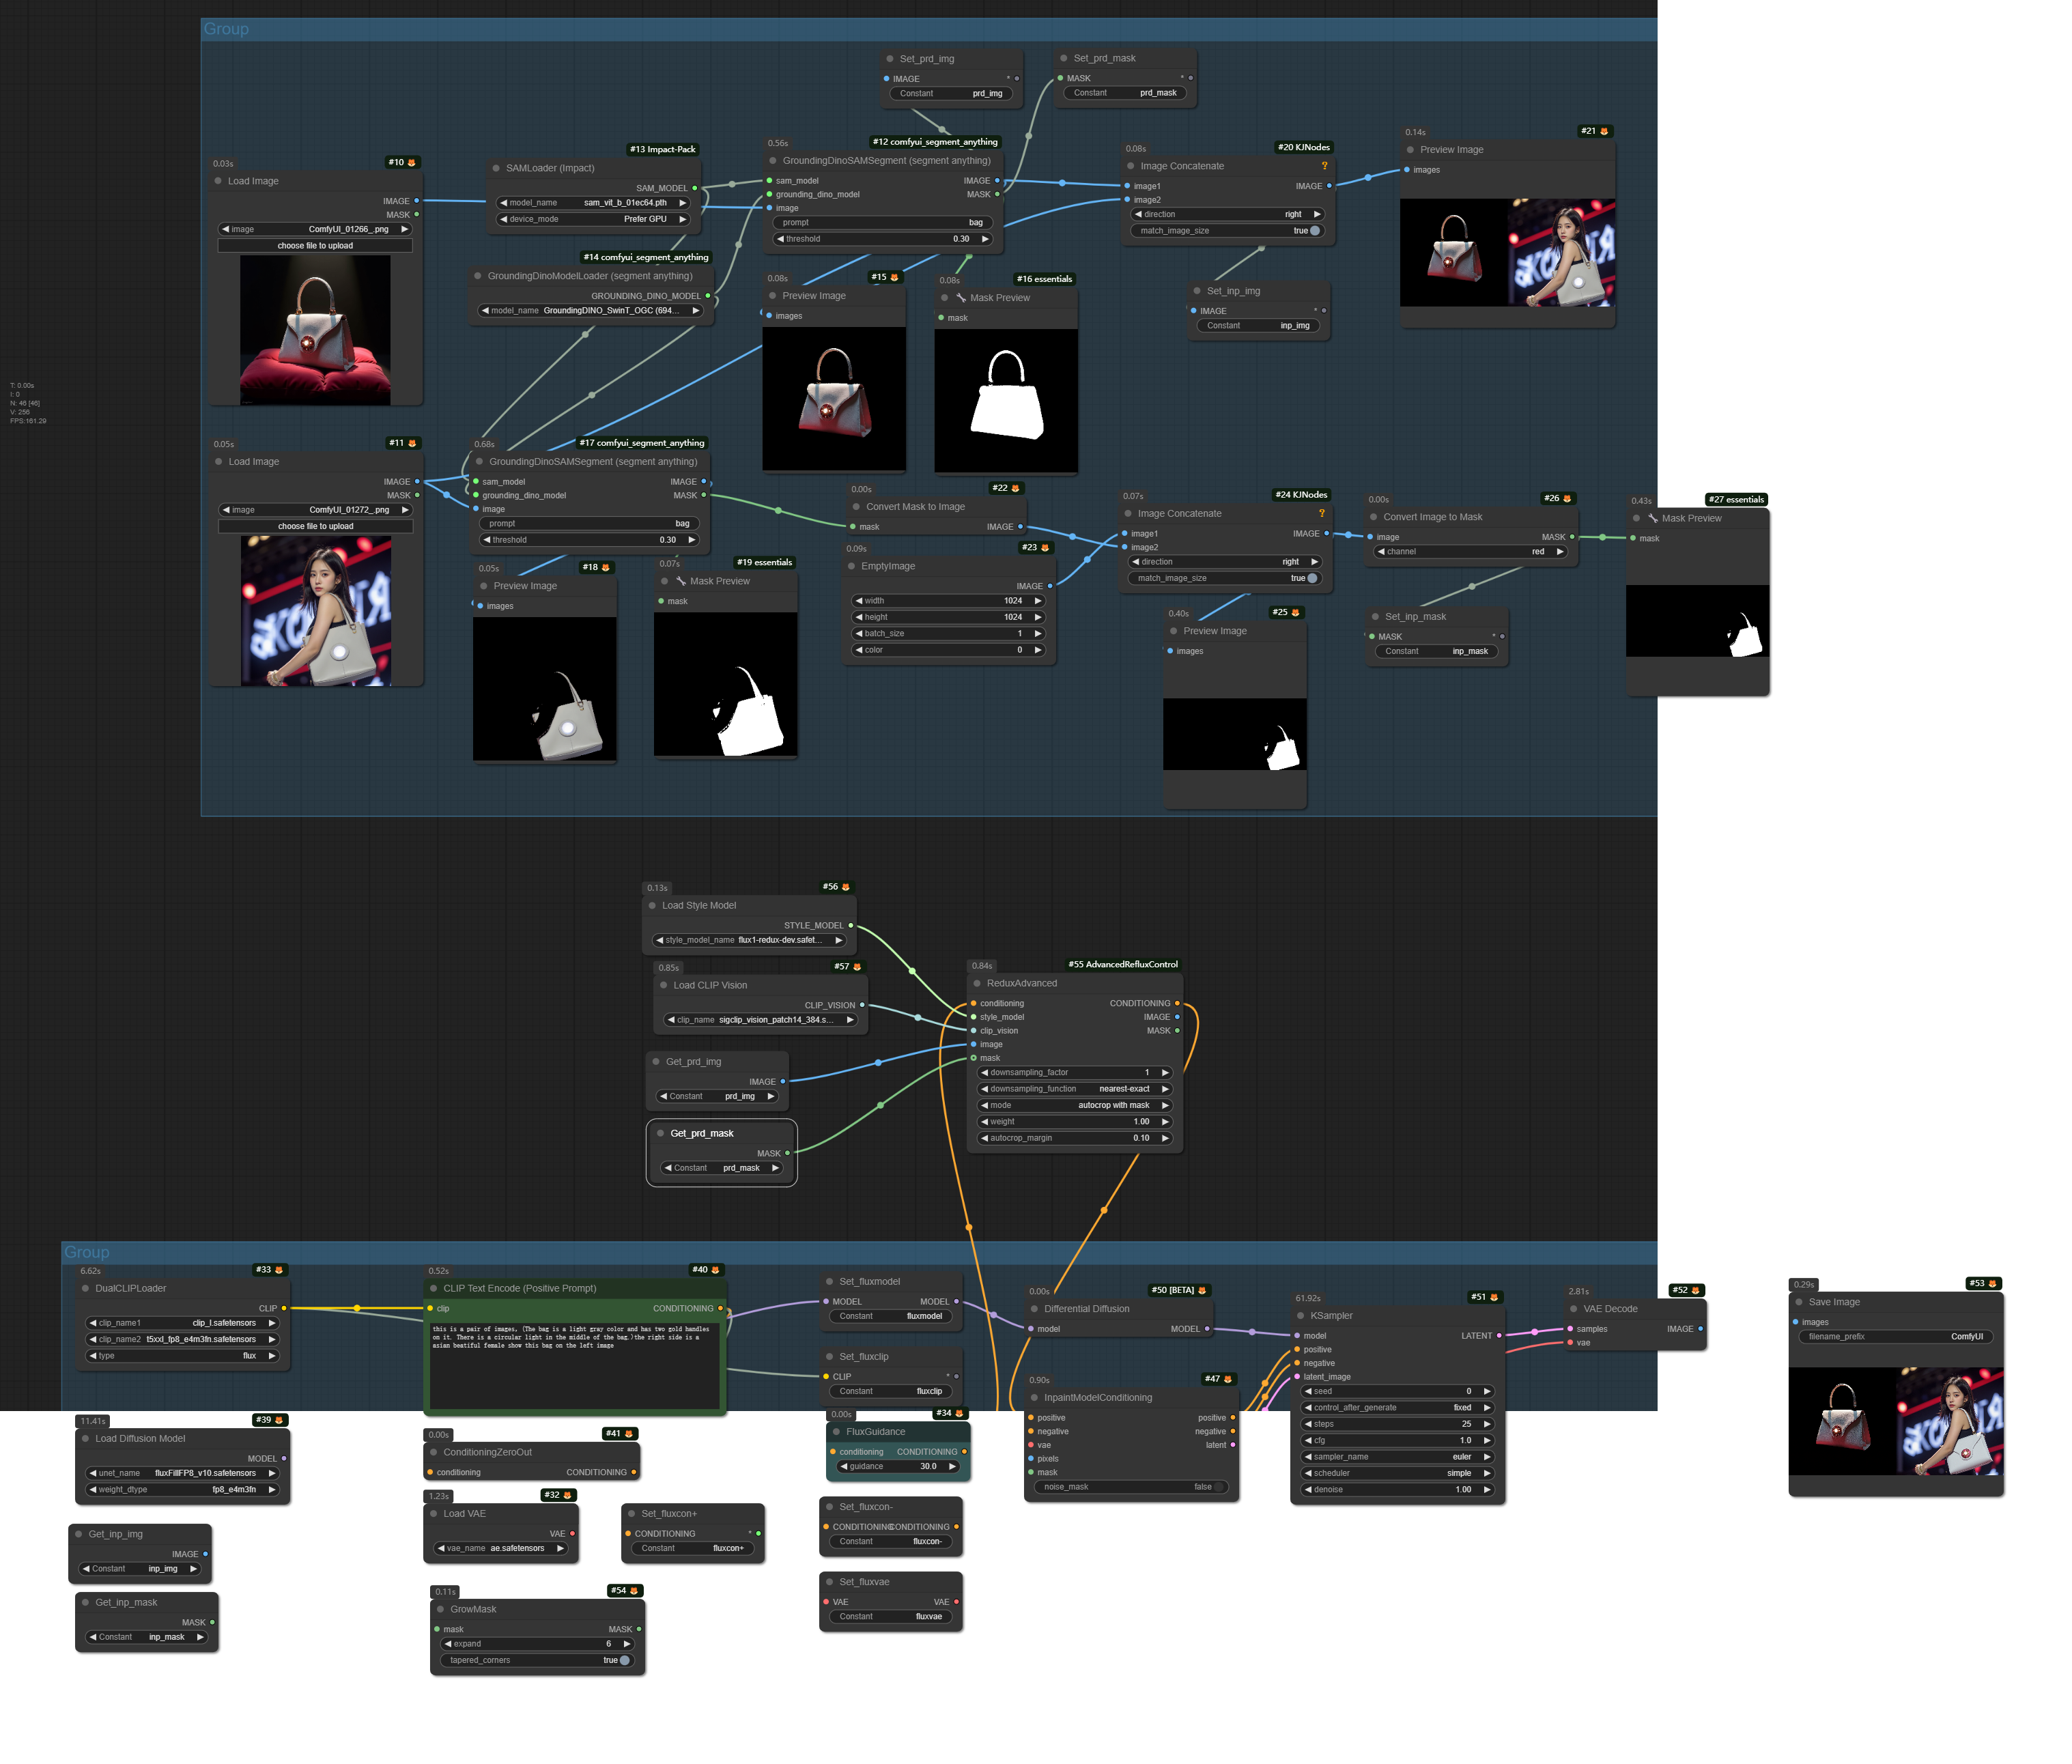 Group
Set_prd_img
IMAGE *
Constant prd_img
Set_prd_mask
MASK *
Constant prd_mask
0.03s #10
Load Image
IMAGE
MASK
image ComfyUI_01266_.png
choose file to upload
#13 Impact-Pack
SAMLoader (Impact)
SAM_MODEL
model_name sam_vit_b_01ec64.pth
device_mode Prefer GPU
0.56s #12 comfyui_segment_anything
GroundingDinoSAMSegment (segment anything)
sam_model IMAGE
grounding_dino_model MASK
image
prompt bag
threshold 0.30
0.08s #20 KJNodes
Image Concatenate ?
image1 IMAGE
image2
direction right
match_image_size true
0.14s #21
Preview Image
images
#14 comfyui_segment_anything
GroundingDinoModelLoader (segment anything)
GROUNDING_DINO_MODEL
model_name GroundingDINO_SwinT_OGC (694...
0.08s #15
Preview Image
images
0.08s #16 essentials
Mask Preview
mask
Set_inp_img
IMAGE *
Constant inp_img
T: 0.00s
I: 0
N: 46 [46]
V: 256
FPS:161.29
0.05s #11
Load Image
IMAGE
MASK
image ComfyUI_01272_.png
choose file to upload
0.68s #17 comfyui_segment_anything
GroundingDinoSAMSegment (segment anything)
sam_model IMAGE
grounding_dino_model MASK
image
prompt bag
threshold 0.30
0.05s #18
Preview Image
images
0.07s #19 essentials
Mask Preview
mask
0.00s #22
Convert Mask to Image
mask IMAGE
0.09s #23
EmptyImage
IMAGE
width 1024
height 1024
batch_size 1
color 0
0.07s #24 KJNodes
Image Concatenate ?
image1 IMAGE
image2
direction right
match_image_size true
0.40s #25
Preview Image
images
0.00s #26
Convert Image to Mask
image MASK
channel red
Set_inp_mask
MASK *
Constant inp_mask
0.43s #27 essentials
Mask Preview
mask
0.13s #56
Load Style Model
STYLE_MODEL
style_model_name flux1-redux-dev.safet...
0.85s #57
Load CLIP Vision
CLIP_VISION
clip_name sigclip_vision_patch14_384.s...
Get_prd_img
IMAGE
Constant prd_img
Get_prd_mask
MASK
Constant prd_mask
0.84s #55 AdvancedRefluxControl
ReduxAdvanced
conditioning CONDITIONING
style_model IMAGE
clip_vision MASK
image
mask
downsampling_factor 1
downsampling_function nearest-exact
mode autocrop with mask
weight 1.00
autocrop_margin 0.10
Group
6.62s #33
DualCLIPLoader
CLIP
clip_name1 clip_l.safetensors
clip_name2 t5xxl_fp8_e4m3fn.safetensors
type flux
0.52s #40
CLIP Text Encode (Positive Prompt)
clip CONDITIONING
this is a pair of images, (The bag is a light gray color and has two gold handles
on it. There is a circular light in the middle of the bag.)the right side is a
asian beatiful female show this bag on the left image
Set_fluxmodel
MODEL MODEL
Constant fluxmodel
Set_fluxclip
CLIP *
Constant fluxclip
0.00s #50 [BETA]
Differential Diffusion
model MODEL
0.90s #47
InpaintModelConditioning
positive positive
negative negative
vae latent
pixels
mask
noise_mask false
61.92s #51
KSampler
model LATENT
positive
negative
latent_image
seed 0
control_after_generate fixed
steps 25
cfg 1.0
sampler_name euler
scheduler simple
denoise 1.00
2.81s #52
VAE Decode
samples IMAGE
vae
0.29s #53
Save Image
images
filename_prefix ComfyUI
11.41s #39
Load Diffusion Model
MODEL
unet_name fluxFillFP8_v10.safetensors
weight_dtype fp8_e4m3fn
0.00s #41
ConditioningZeroOut
conditioning CONDITIONING
0.00s #34
FluxGuidance
conditioning CONDITIONING
guidance 30.0
1.23s #32
Load VAE
VAE
vae_name ae.safetensors
Set_fluxcon+
CONDITIONING *
Constant fluxcon+
Set_fluxcon-
CONDITIONING CONDITIONING
Constant fluxcon-
Get_inp_img
IMAGE
Constant inp_img
Get_inp_mask
MASK
Constant inp_mask
0.11s #54
GrowMask
mask MASK
expand 6
tapered_corners true
Set_fluxvae
VAE VAE
Constant fluxvae